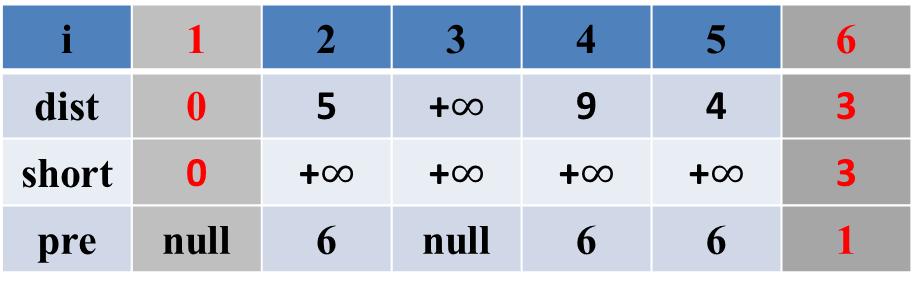 i 1 2 3 4 5 6
dist 0 5 +∞ 9 4 3
short 0 +∞ +∞ +∞ +∞ 3
pre null 6 null 6 6 1